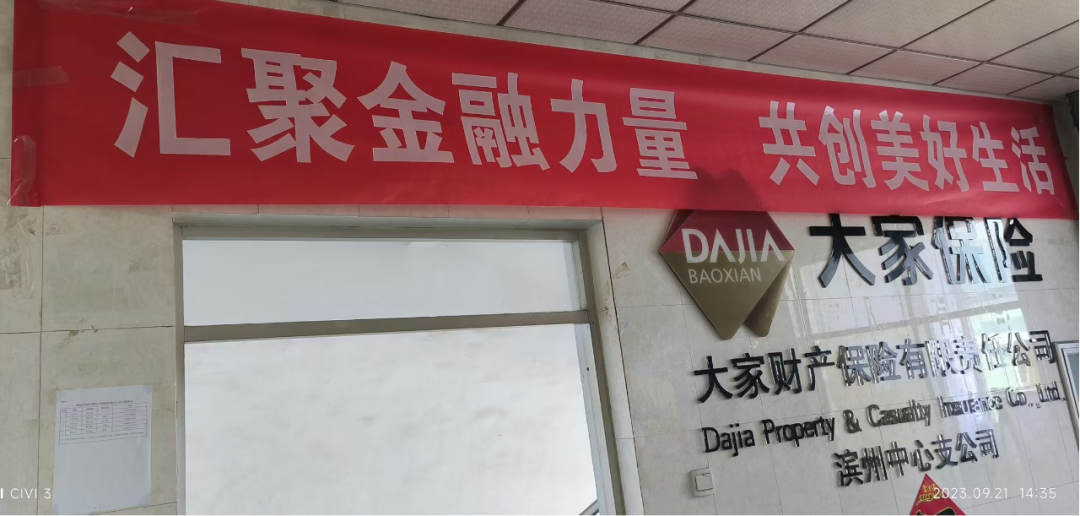 汇聚金融力量 共创美好生活
DAJIA
BAOXIAN
大家保险
大家财产保险有限责任公司
Dajia Property & Casualty Insurance Co.,Ltd.
滨州中心支公司
CIVI 3
2023.09.21 14:35